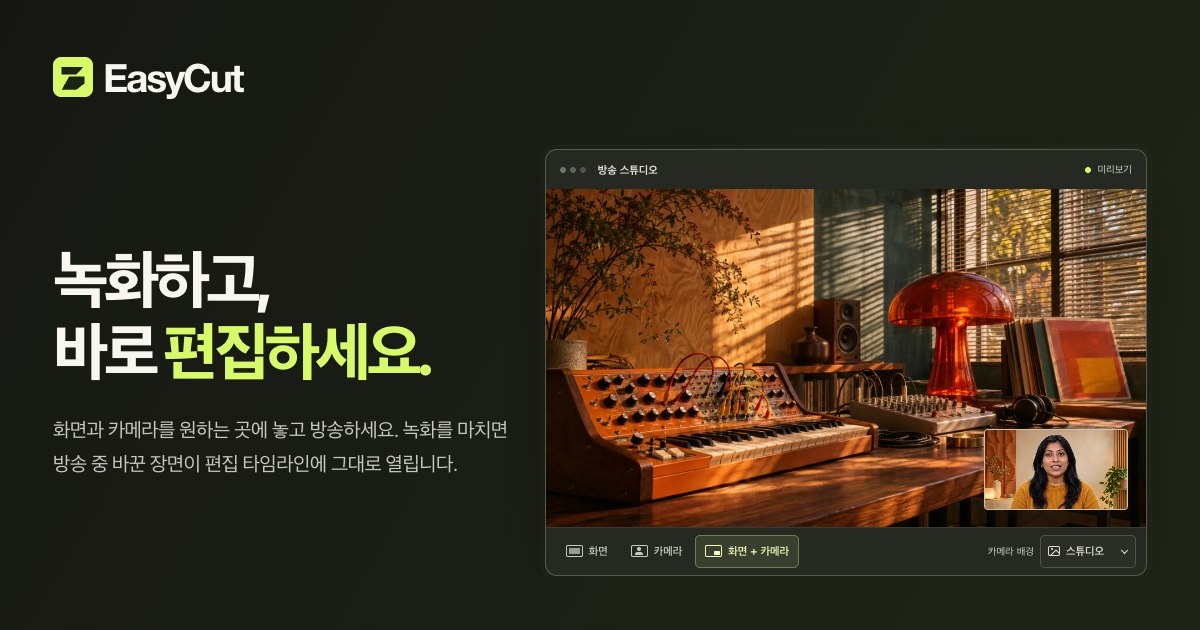 EasyCut
방송 스튜디오
미리보기
녹화하고,
바로 편집하세요.
화면과 카메라를 원하는 곳에 놓고 방송하세요. 녹화를 마치면
방송 중 바꾼 장면이 편집 타임라인에 그대로 열립니다.
화면
카메라
화면 + 카메라
카메라 배경
스튜디오